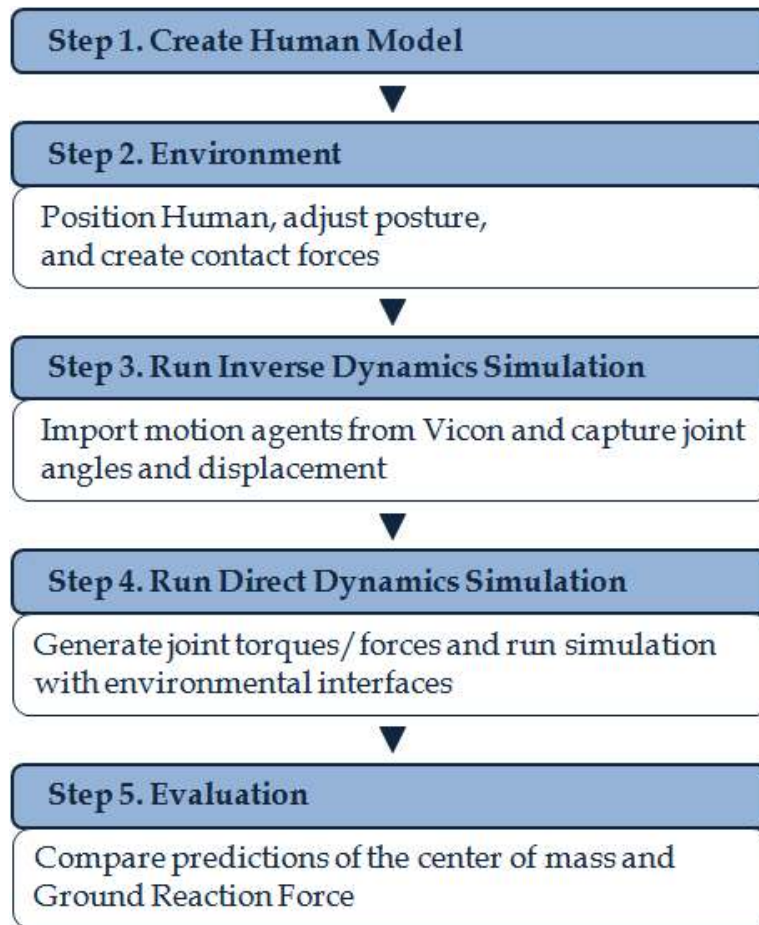 Step 1. Create Human Model
Step 2. Environment
Position Human, adjust posture,
and create contact forces
Step 3. Run Inverse Dynamics Simulation
Import motion agents from Vicon and capture joint
angles and displacement
Step 4. Run Direct Dynamics Simulation
Generate joint torques/forces and run simulation
with environmental interfaces
Step 5. Evaluation
Compare predictions of the center of mass and
Ground Reaction Force